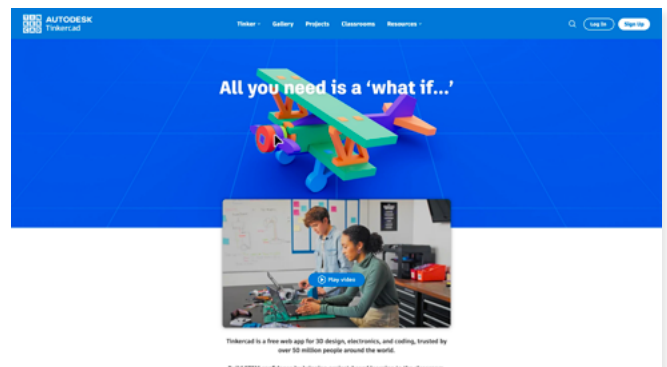 AUTODESK
Tinkercad
Tinker Gallery Projects Classrooms Resources
Log In Sign Up
All you need is a ‘what if...’
Play video
Tinkercad is a free web app for 3D design, electronics, and coding, trusted by
over 50 million people around the world.